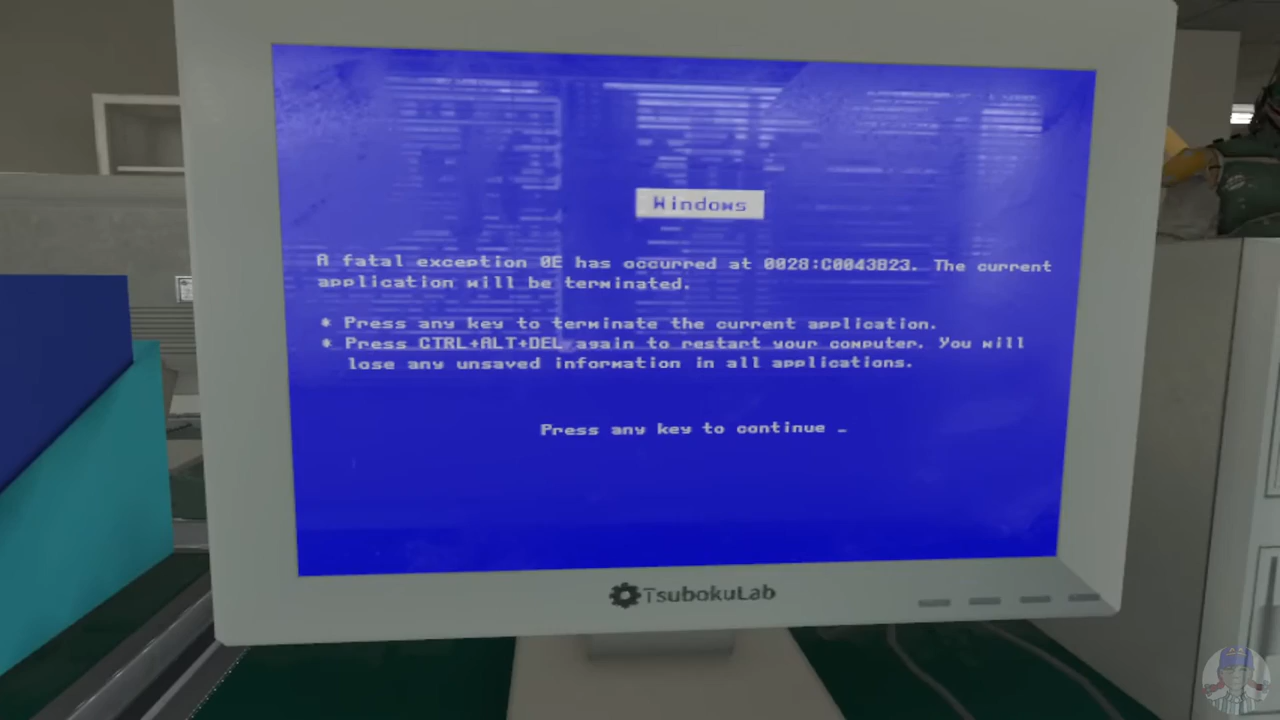 Windows
A fatal exception 0E has occurred at 0028:C0043B23. The current
application will be terminated.
* Press any key to terminate the current application.
* Press CTRL+ALT+DEL again to restart your computer. You will
lose any unsaved information in all applications.
Press any key to continue _
TsubokuLab